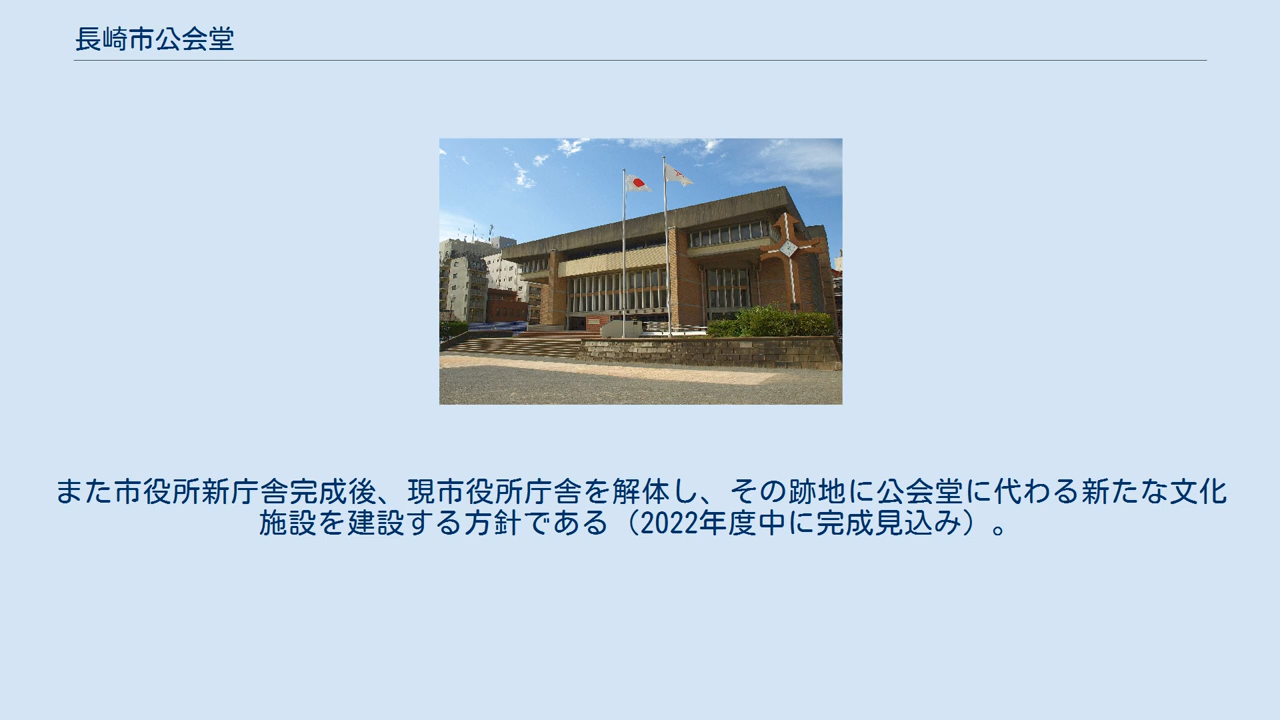 長崎市公会堂
また市役所新庁舎完成後、現市役所庁舎を解体し、その跡地に公会堂に代わる新たな文化
施設を建設する方針である（2022年度中に完成見込み）。